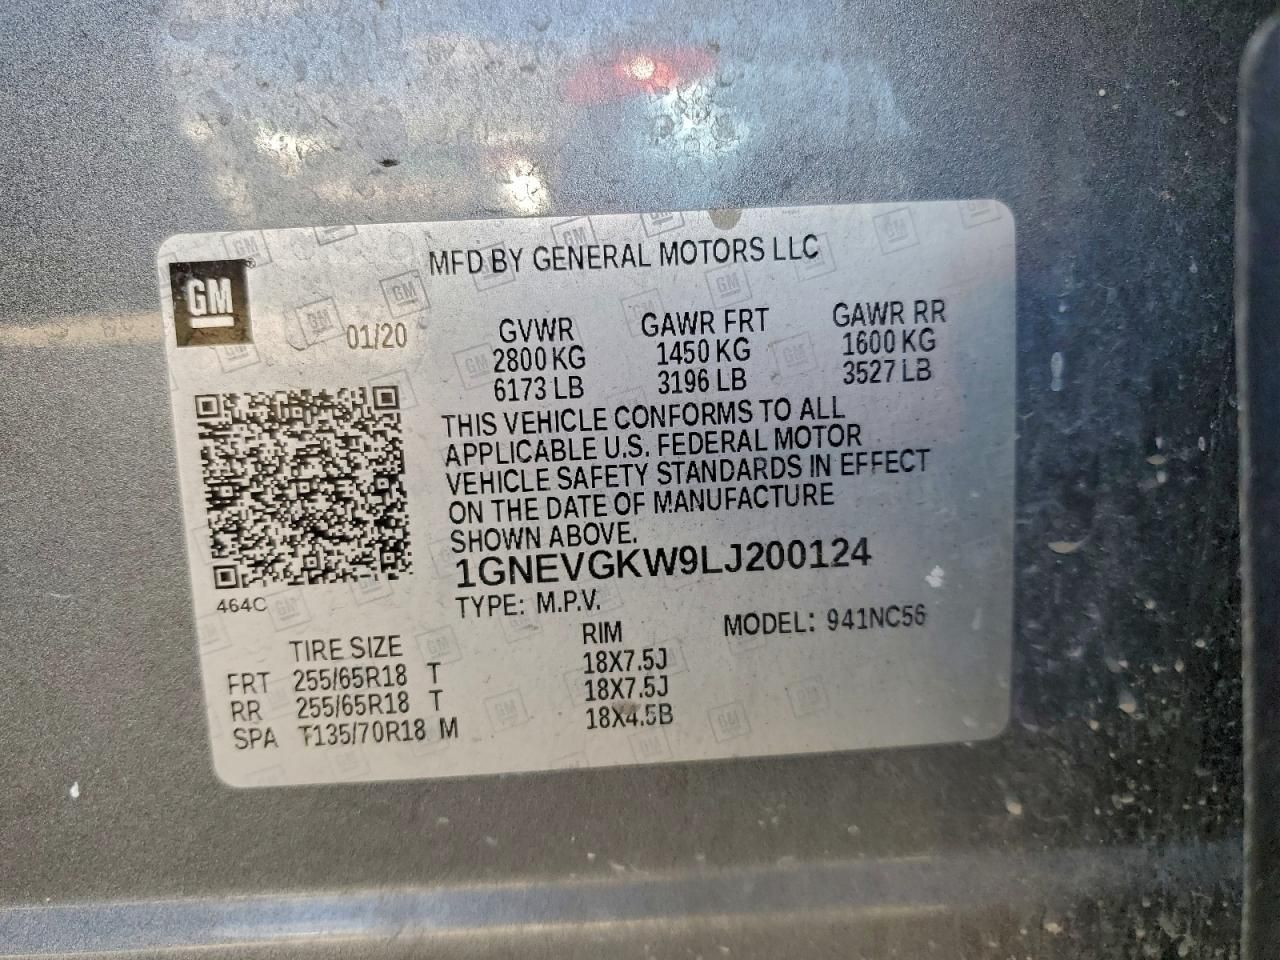 MFD BY GENERAL MOTORS LLC
GM
01/20
GVWR GAWR FRT GAWR RR
2800 KG 1450 KG 1600 KG
6173 LB 3196 LB 3527 LB
THIS VEHICLE CONFORMS TO ALL
APPLICABLE U.S. FEDERAL MOTOR
VEHICLE SAFETY STANDARDS IN EFFECT
ON THE DATE OF MANUFACTURE
SHOWN ABOVE.
1GNEVGKW9LJ200124
464C
TYPE: M.P.V.
MODEL: 941NC56
TIRE SIZE RIM
FRT 255/65R18 T 18X7.5J
RR 255/65R18 T 18X7.5J
SPA T135/70R18 M 18X4.5B